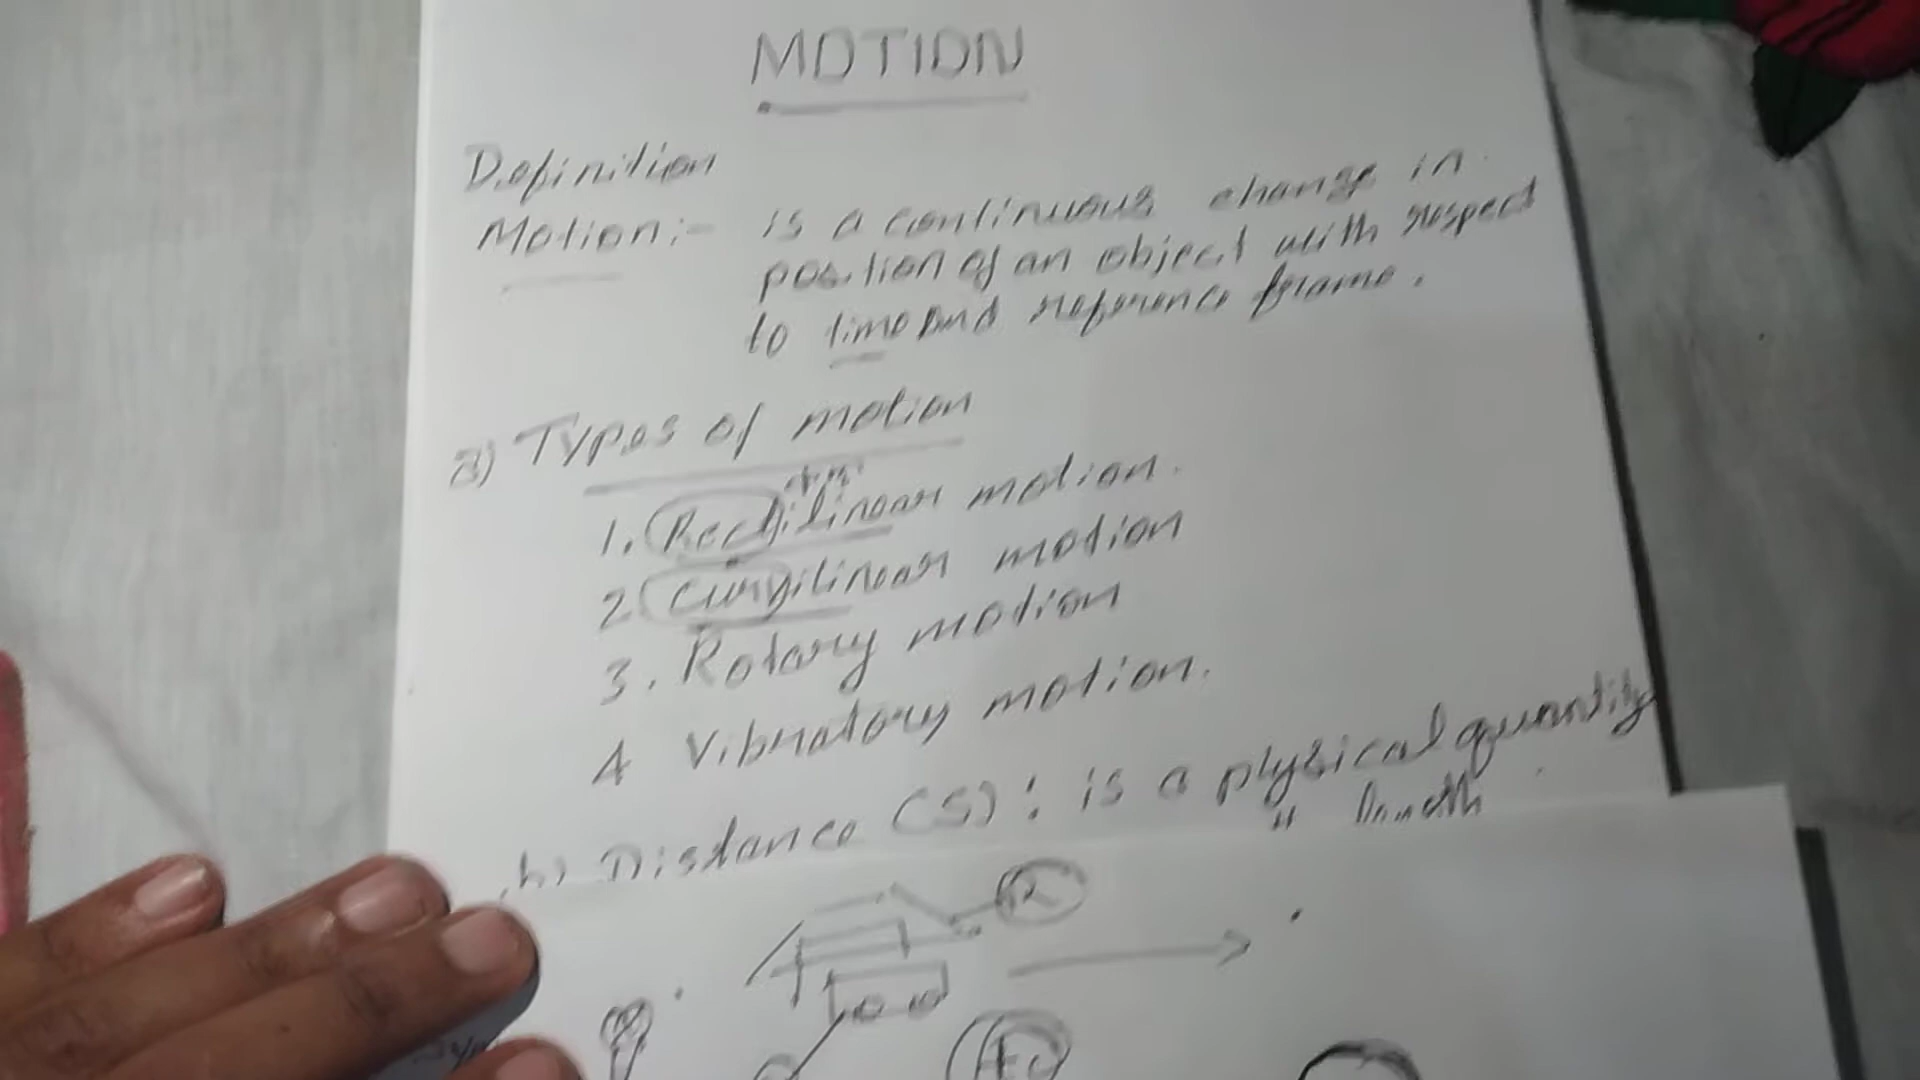 MOTION
Definition
Motion:- is a continuous change in
position of an object with respect
to time and reference frame.
a) Types of motion
1. Rectilinear motion.
2 Curvilinear motion
3. Rotary motion
4 Vibratory motion.
b) Distance (S): is a physical quantity
" length